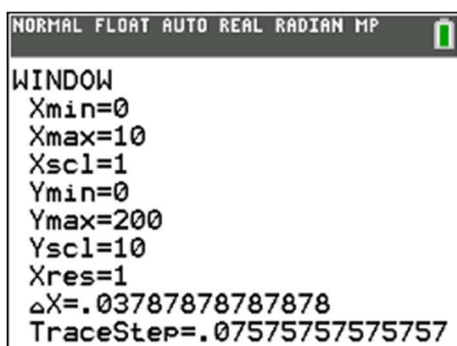 NORMAL FLOAT AUTO REAL RADIAN MP
WINDOW
Xmin=0
Xmax=10
Xscl=1
Ymin=0
Ymax=200
Yscl=10
Xres=1
△X=.03787878787878
TraceStep=.07575757575757